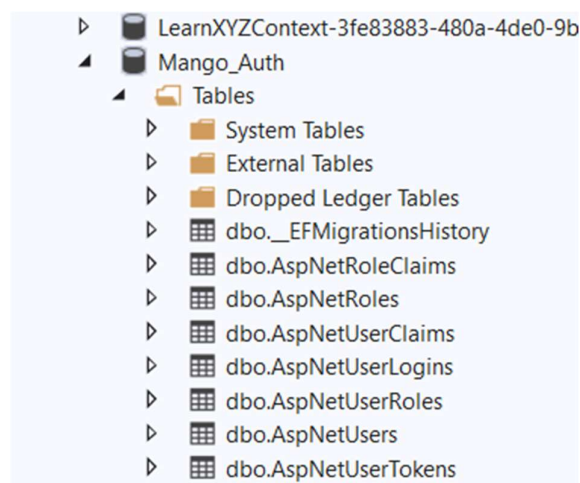 LearnXYZContext-3fe83883-480a-4de0-9b
Mango_Auth
Tables
System Tables
External Tables
Dropped Ledger Tables
dbo.__EFMigrationsHistory
dbo.AspNetRoleClaims
dbo.AspNetRoles
dbo.AspNetUserClaims
dbo.AspNetUserLogins
dbo.AspNetUserRoles
dbo.AspNetUsers
dbo.AspNetUserTokens